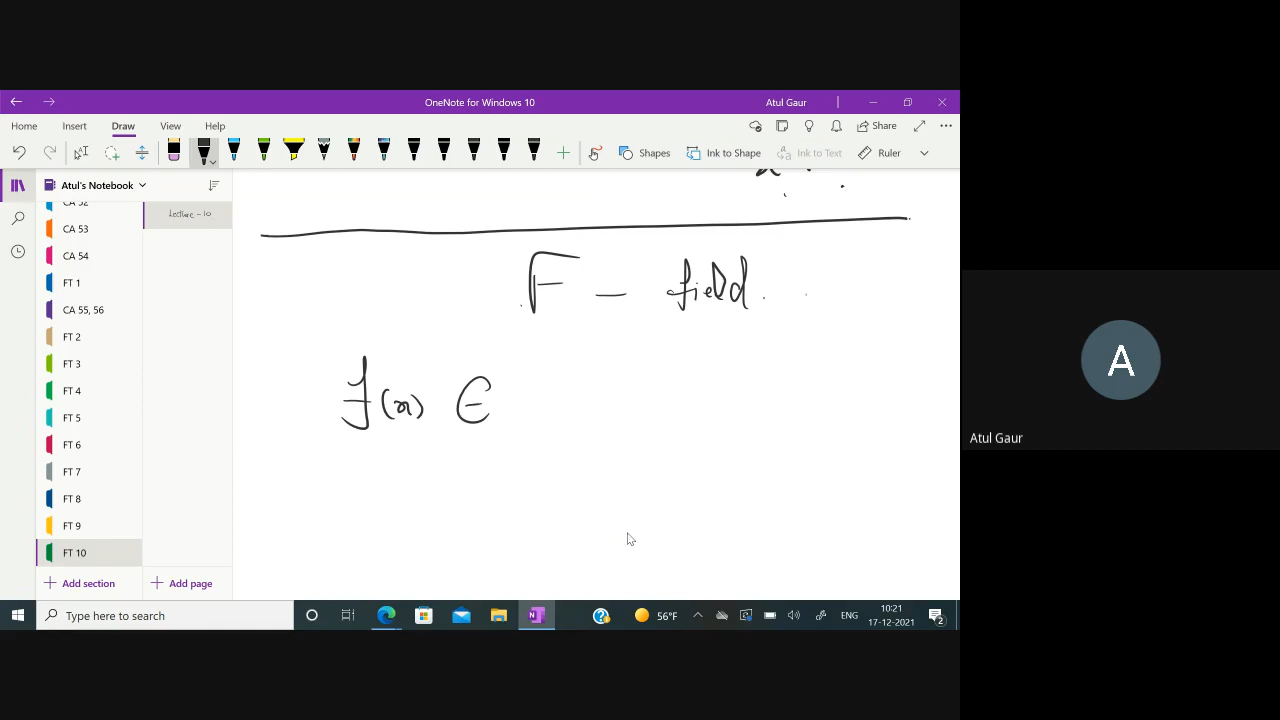 OneNote for Windows 10
Atul Gaur
Home Insert Draw View Help
Share
Shapes Ink to Shape Ink to Text Ruler
Atul's Notebook
CA 52
Lecture - 10
CA 53
CA 54
FT 1
CA 55, 56
FT 2
FT 3
FT 4
FT 5
FT 6
FT 7
FT 8
FT 9
FT 10
Add section
Add page
F - field.
f(x) ∈
A
Atul Gaur
Type here to search
56°F
ENG
10:21
17-12-2021
2